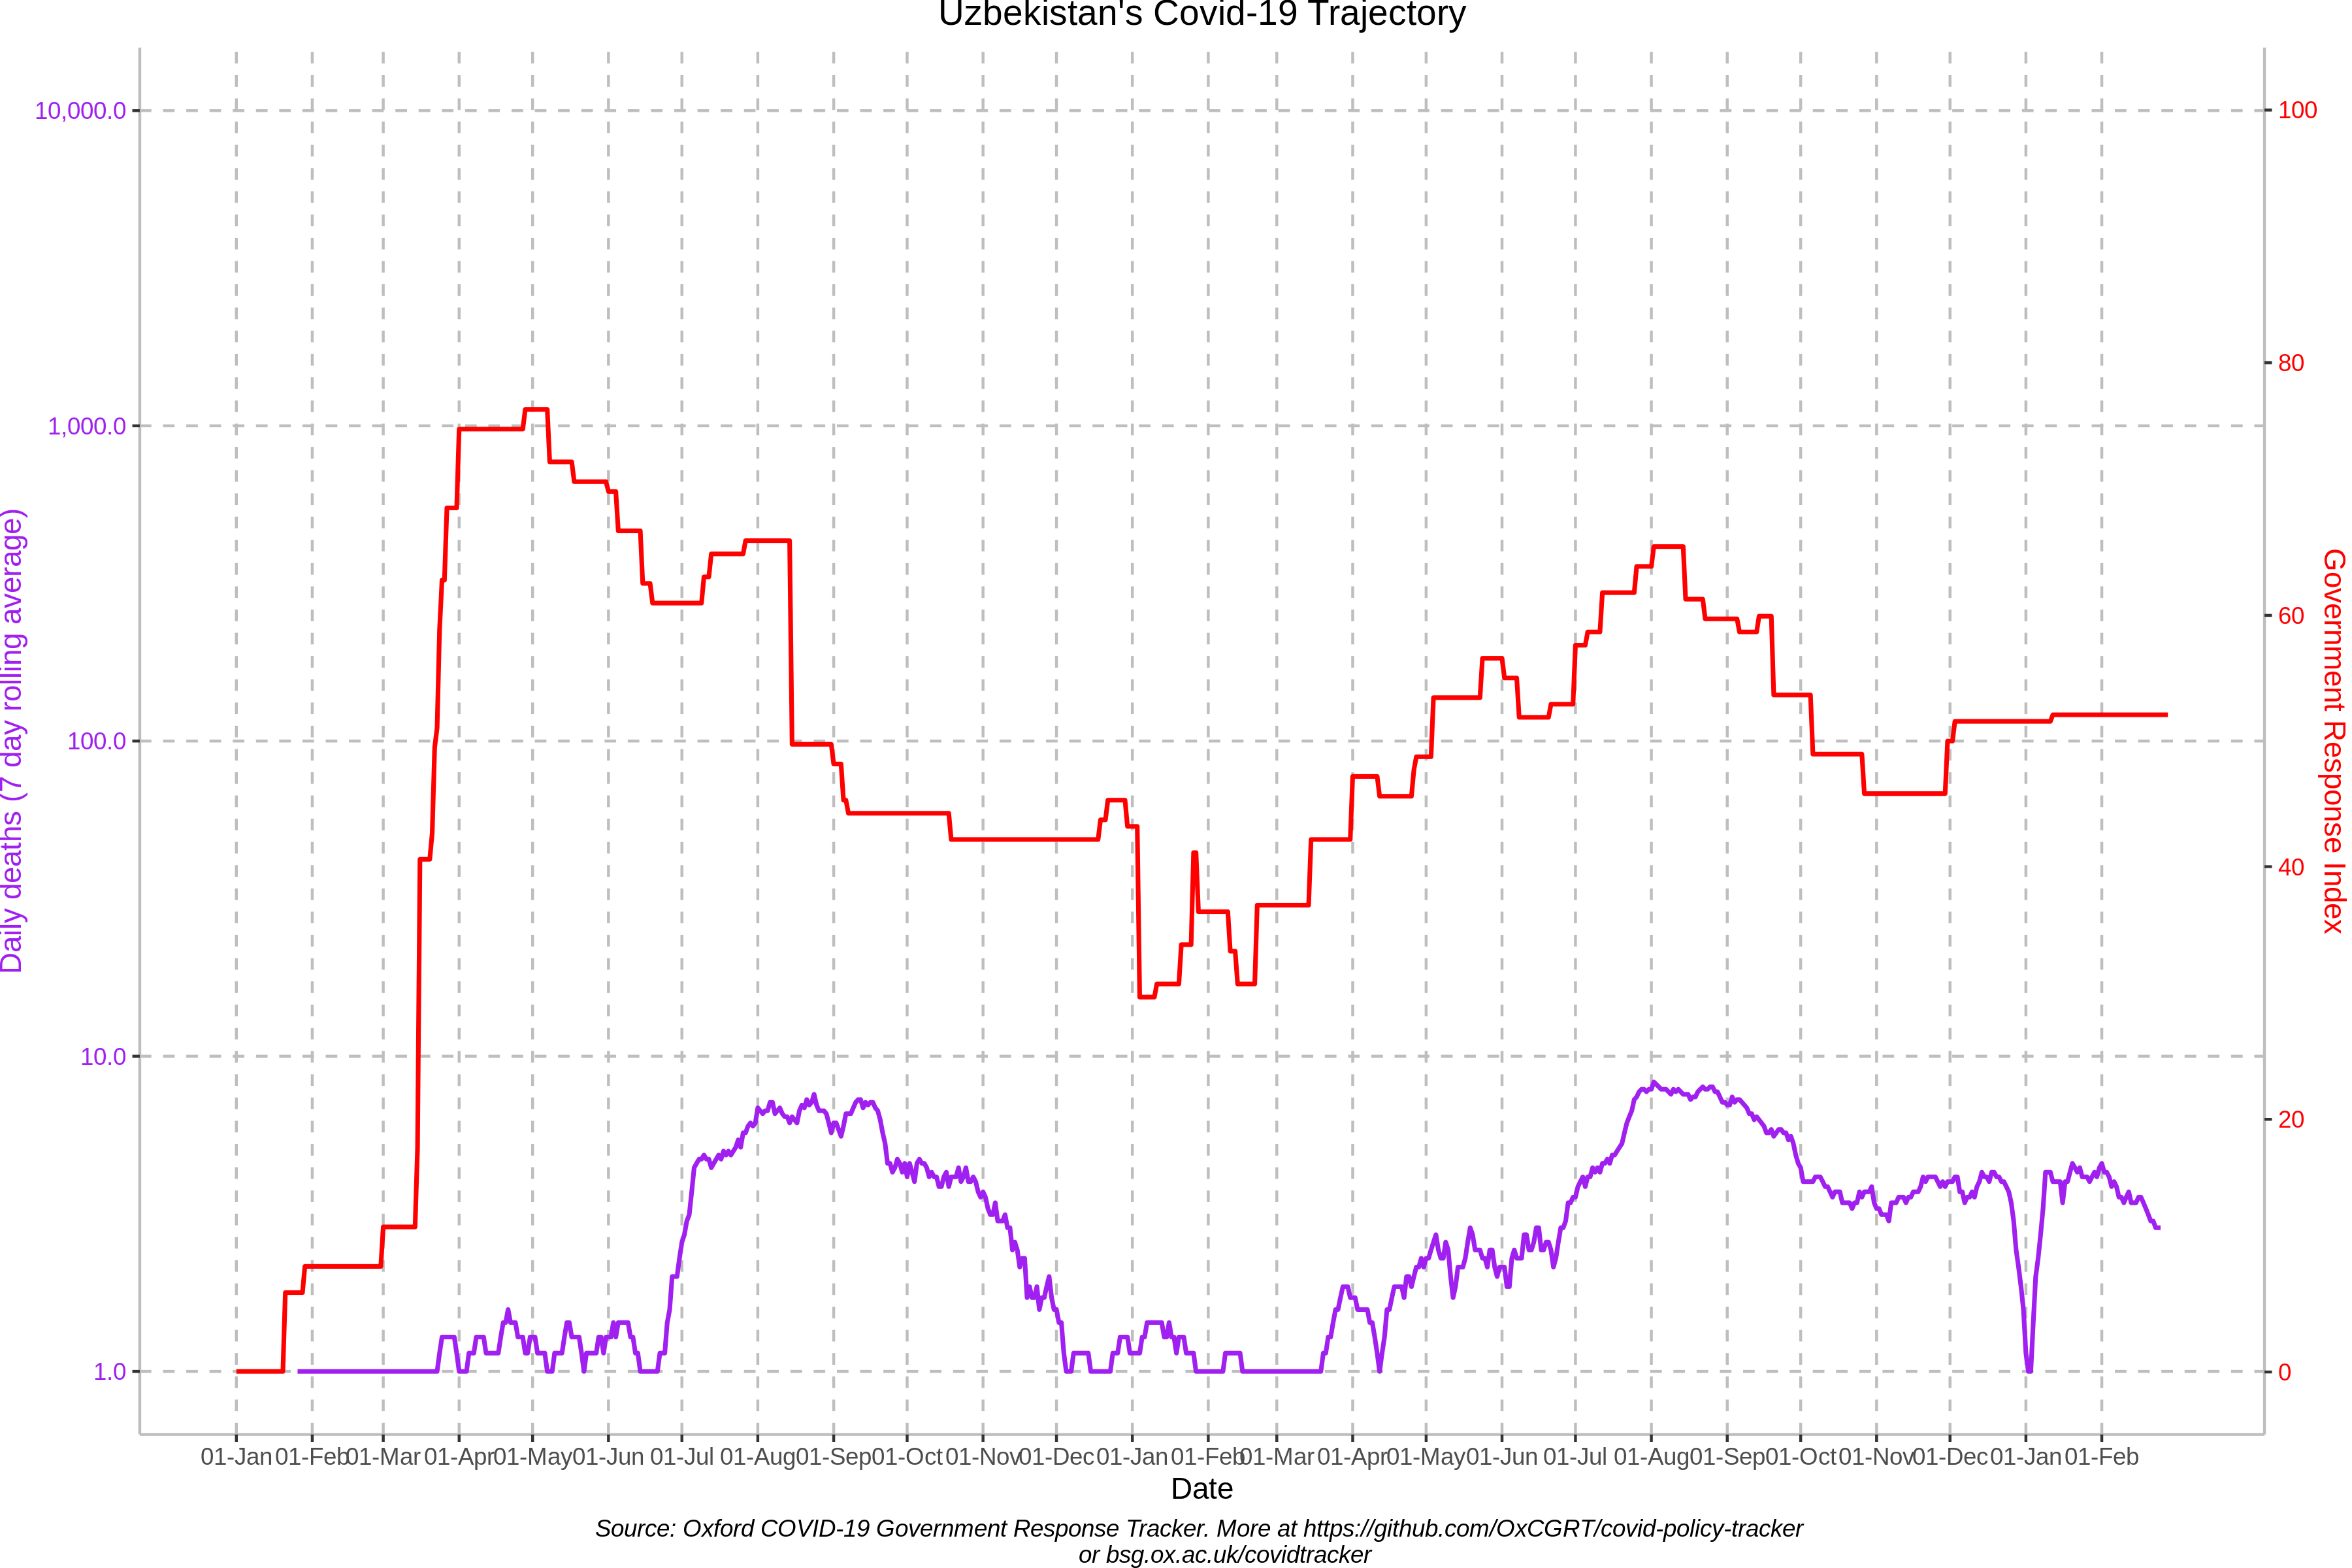 Uzbekistan's Covid-19 Trajectory
10,000.0
1,000.0
100.0
10.0
1.0
Daily deaths (7 day rolling average)
100
80
60
40
20
0
Government Response Index
01-Jan 01-Feb 01-Mar 01-Apr 01-May 01-Jun 01-Jul 01-Aug 01-Sep 01-Oct 01-Nov 01-Dec 01-Jan 01-Feb 01-Mar 01-Apr 01-May 01-Jun 01-Jul 01-Aug 01-Sep 01-Oct 01-Nov 01-Dec 01-Jan 01-Feb
Date
Source: Oxford COVID-19 Government Response Tracker. More at https://github.com/OxCGRT/covid-policy-tracker
or bsg.ox.ac.uk/covidtracker